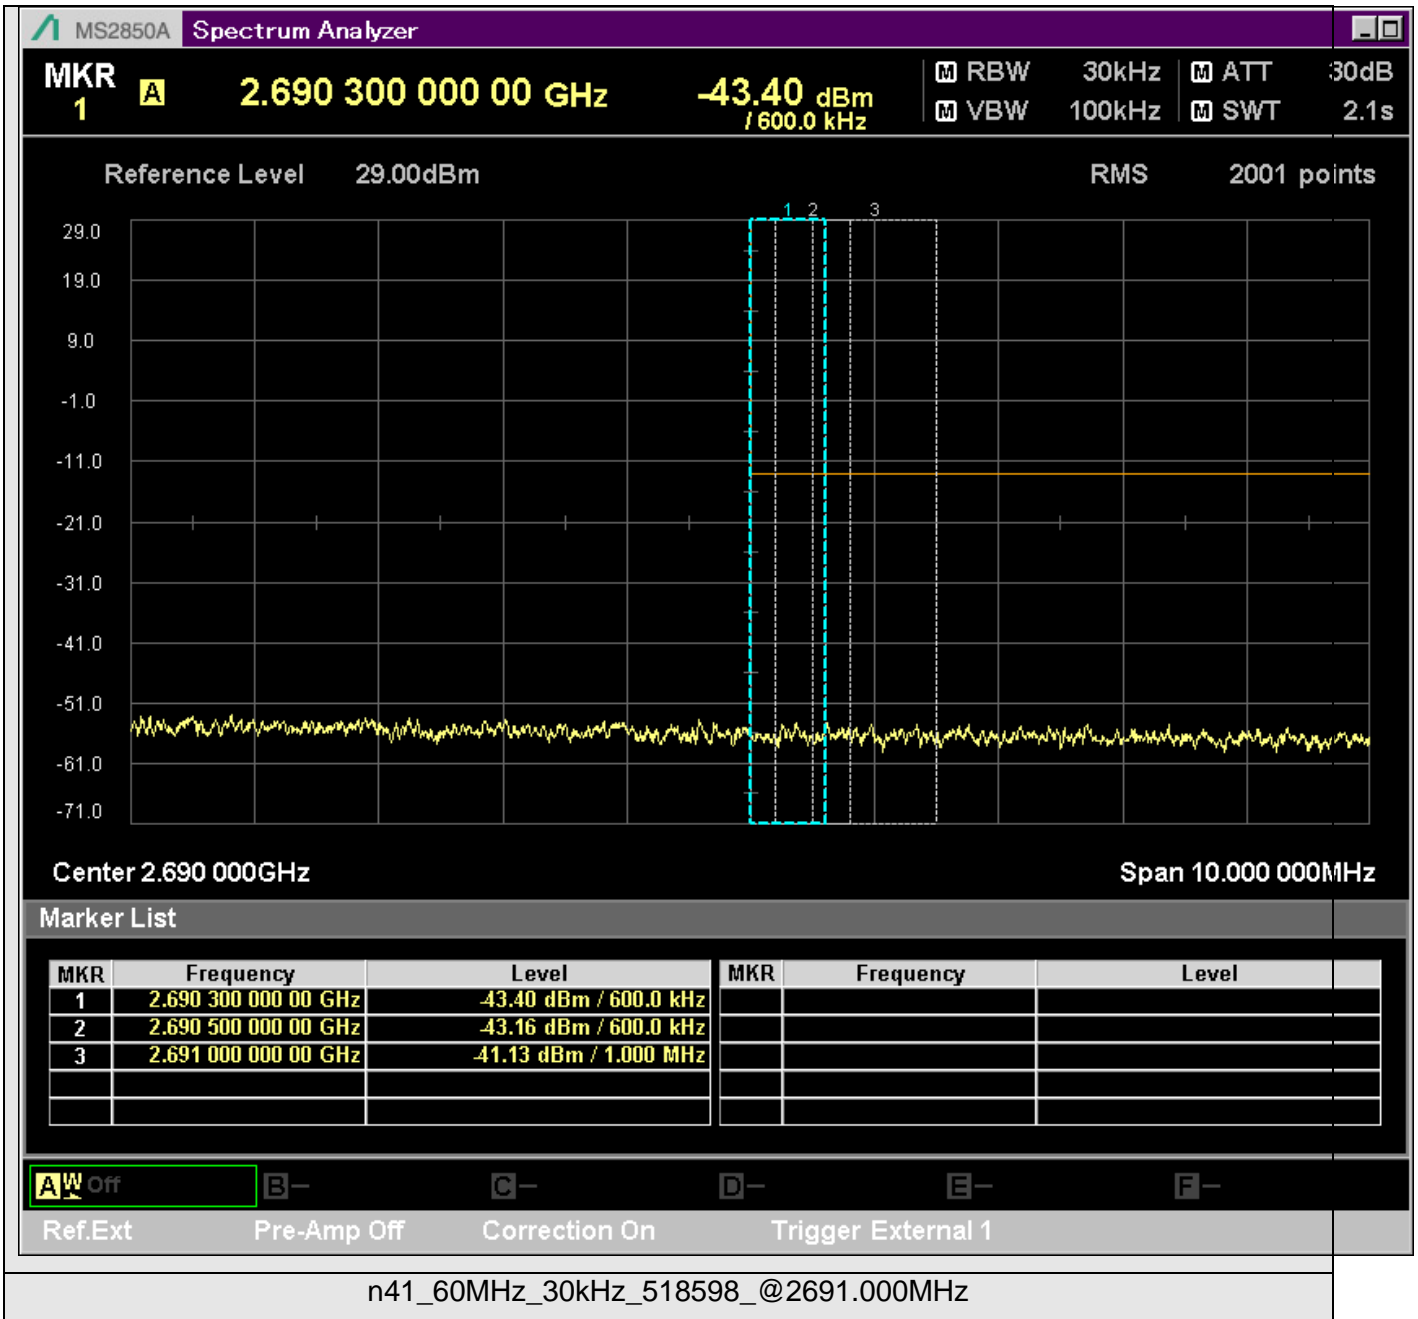 MS2850A Spectrum Analyzer
MKR 1 A 2.690 300 000 00 GHz -43.40 dBm / 600.0 kHz
M RBW 30kHz M ATT 30dB
M VBW 100kHz M SWT 2.1s
Reference Level 29.00dBm RMS 2001 points
1 2 3
29.0
19.0
9.0
-1.0
-11.0
-21.0
-31.0
-41.0
-51.0
-61.0
-71.0
Center 2.690 000GHz Span 10.000 000MHz
Marker List
MKR Frequency Level MKR Frequency Level
1 2.690 300 000 00 GHz -43.40 dBm / 600.0 kHz
2 2.690 500 000 00 GHz -43.16 dBm / 600.0 kHz
3 2.691 000 000 00 GHz -41.13 dBm / 1.000 MHz
A W Off B - C - D - E - F -
Ref.Ext Pre-Amp Off Correction On Trigger External 1
n41_60MHz_30kHz_518598_@2691.000MHz